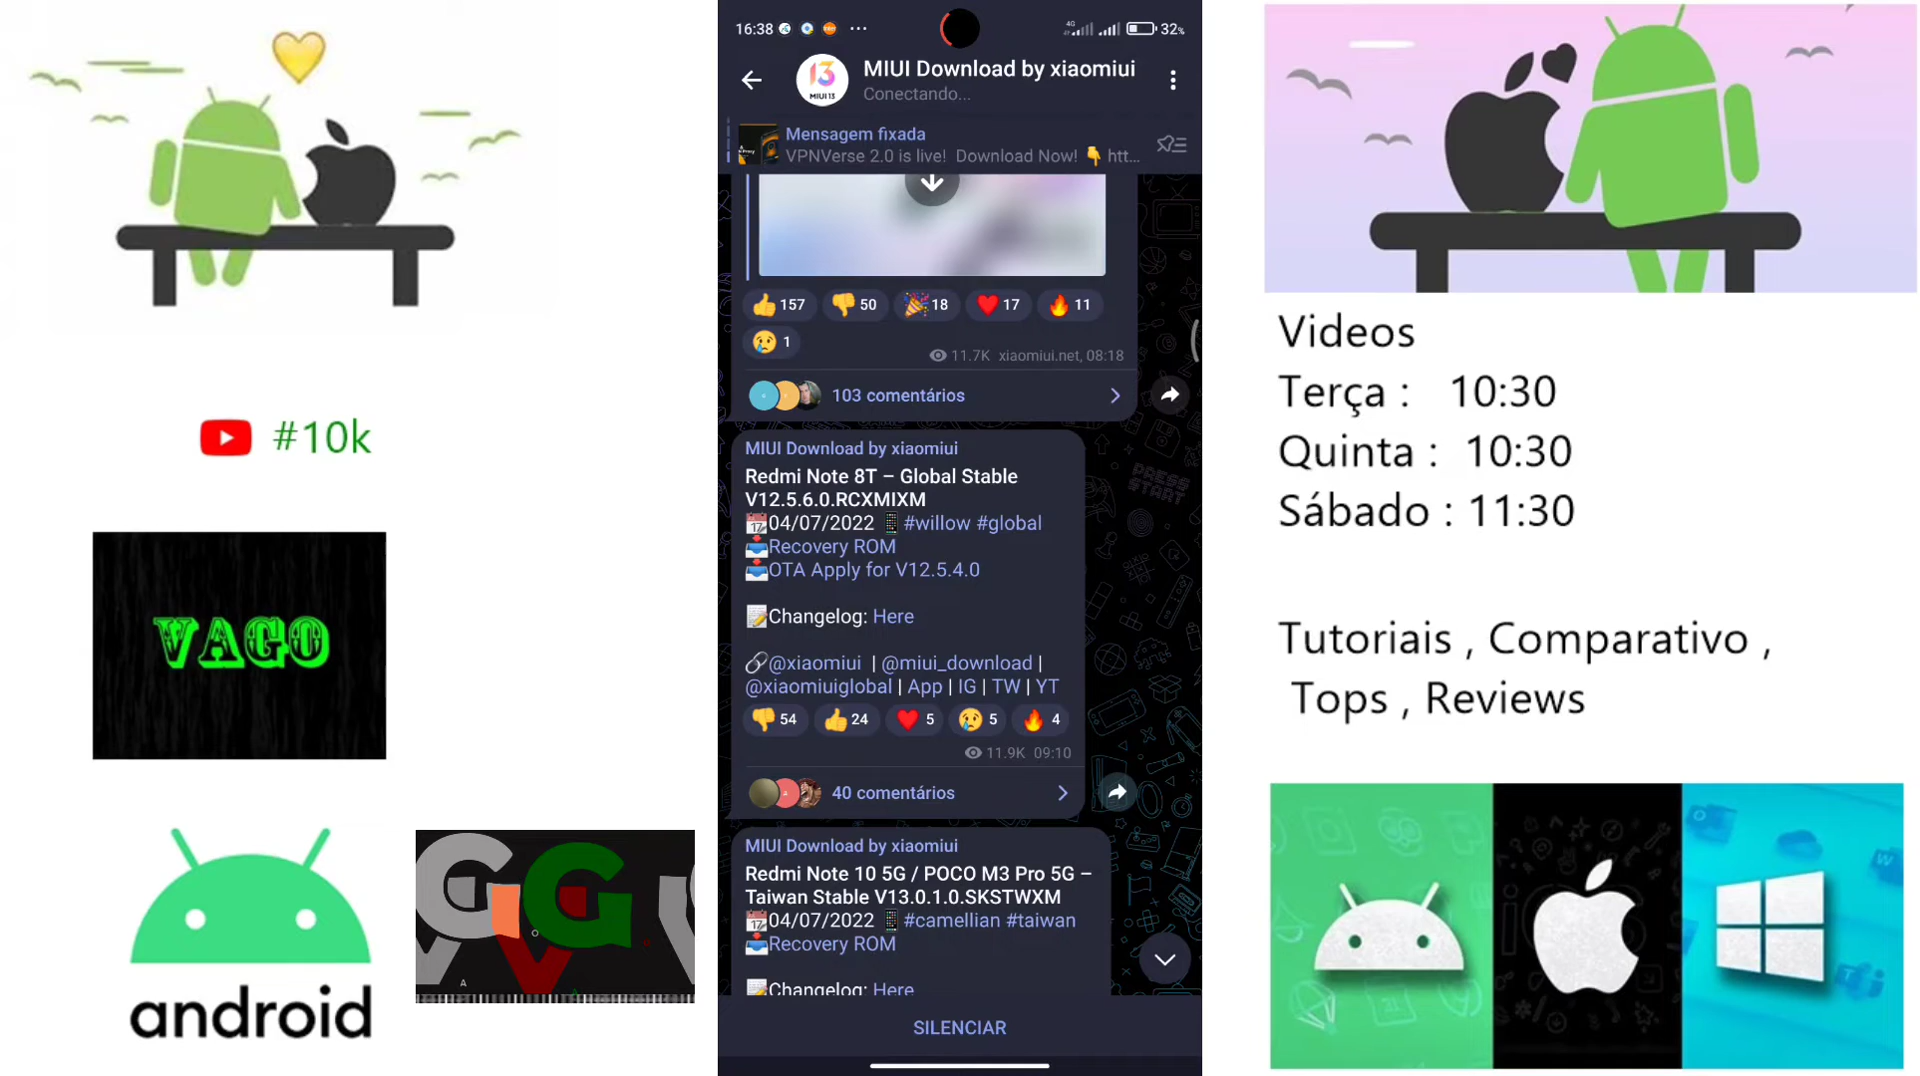 #10k
VAGO
android
16:38
4G
32%
MIUI Download by xiaomiui
13
MIUI 13
Conectando...
Mensagem fixada
VPNVerse 2.0 is live! Download Now! 👇 htt...
👍 157 👎 50 🎉 18 ❤️ 17 🔥 11
😢 1
11.7K xiaomiui.net, 08:18
103 comentários
MIUI Download by xiaomiui
Redmi Note 8T – Global Stable
V12.5.6.0.RCXMIXM
📆04/07/2022 📱#willow #global
📥Recovery ROM
📥OTA Apply for V12.5.4.0
📝Changelog: Here
🔗@xiaomiui | @miui_download |
@xiaomiuiglobal | App | IG | TW | YT
👎 54 👍 24 ❤️ 5 😢 5 🔥 4
11.9K 09:10
40 comentários
MIUI Download by xiaomiui
Redmi Note 10 5G / POCO M3 Pro 5G –
Taiwan Stable V13.0.1.0.SKSTWXM
📆04/07/2022 📱#camellian #taiwan
📥Recovery ROM
📝Changelog: Here
SILENCIAR
PRESS START
Videos
Terça : 10:30
Quinta : 10:30
Sábado : 11:30
Tutoriais , Comparativo ,
Tops , Reviews